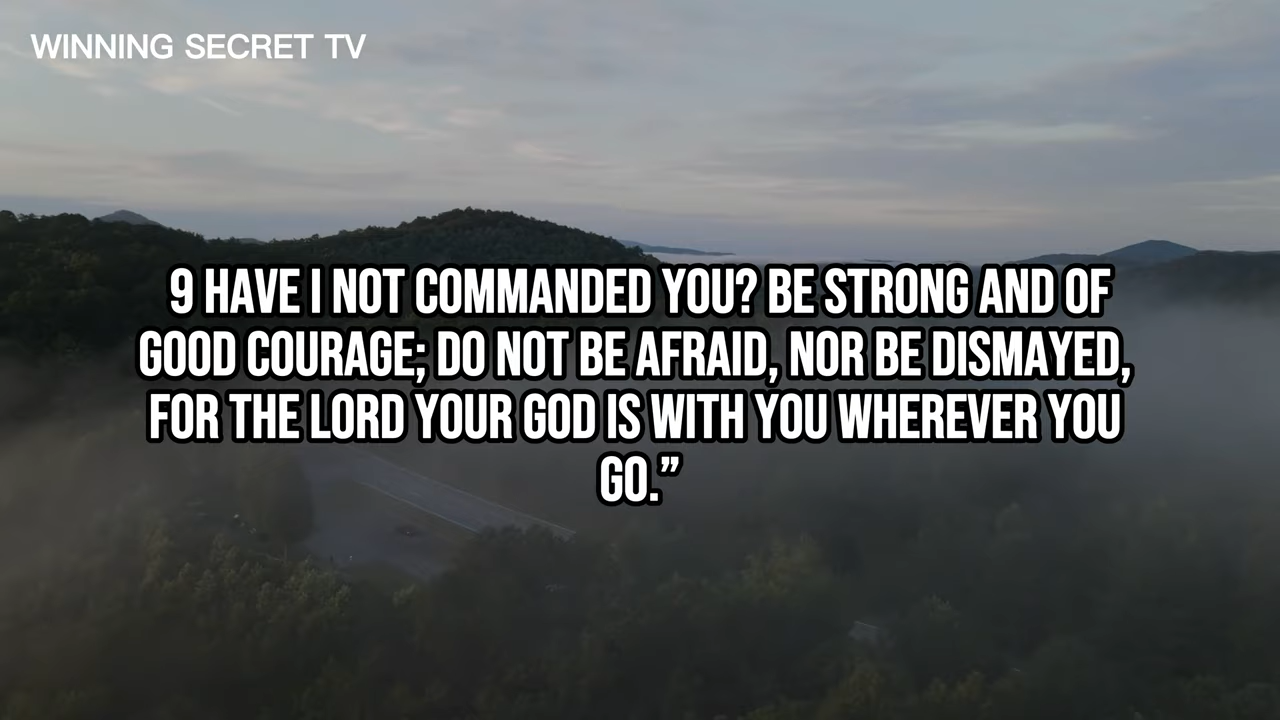 WINNING SECRET TV
9 HAVE I NOT COMMANDED YOU? BE STRONG AND OF
GOOD COURAGE; DO NOT BE AFRAID, NOR BE DISMAYED,
FOR THE LORD YOUR GOD IS WITH YOU WHEREVER YOU
GO.”